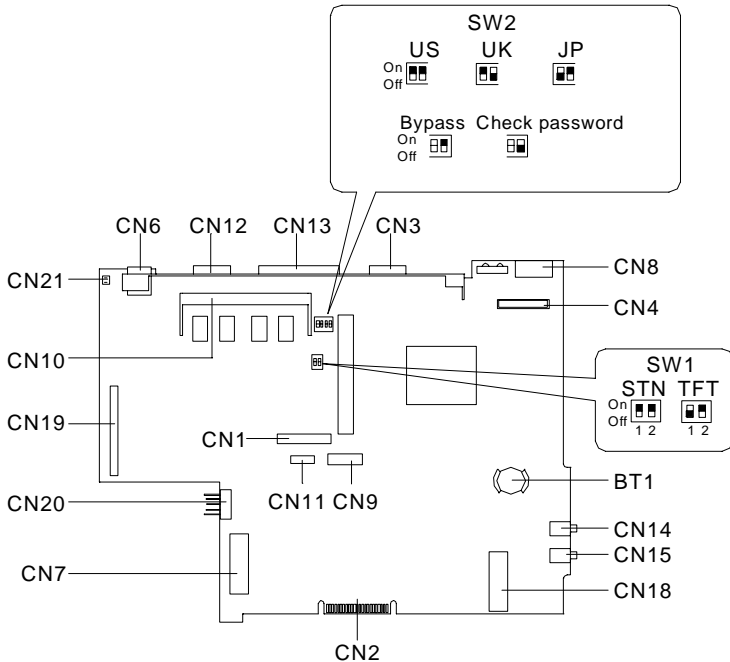 SW2
US UK JP
On
Off
Bypass Check password
On
Off
CN6 CN12 CN13 CN3
CN21 CN8
CN4
CN10
SW1
STN TFT
On
Off
1 2 1 2
CN19
CN1
CN11 CN9 BT1
CN20 CN14
CN15
CN7
CN18
CN2